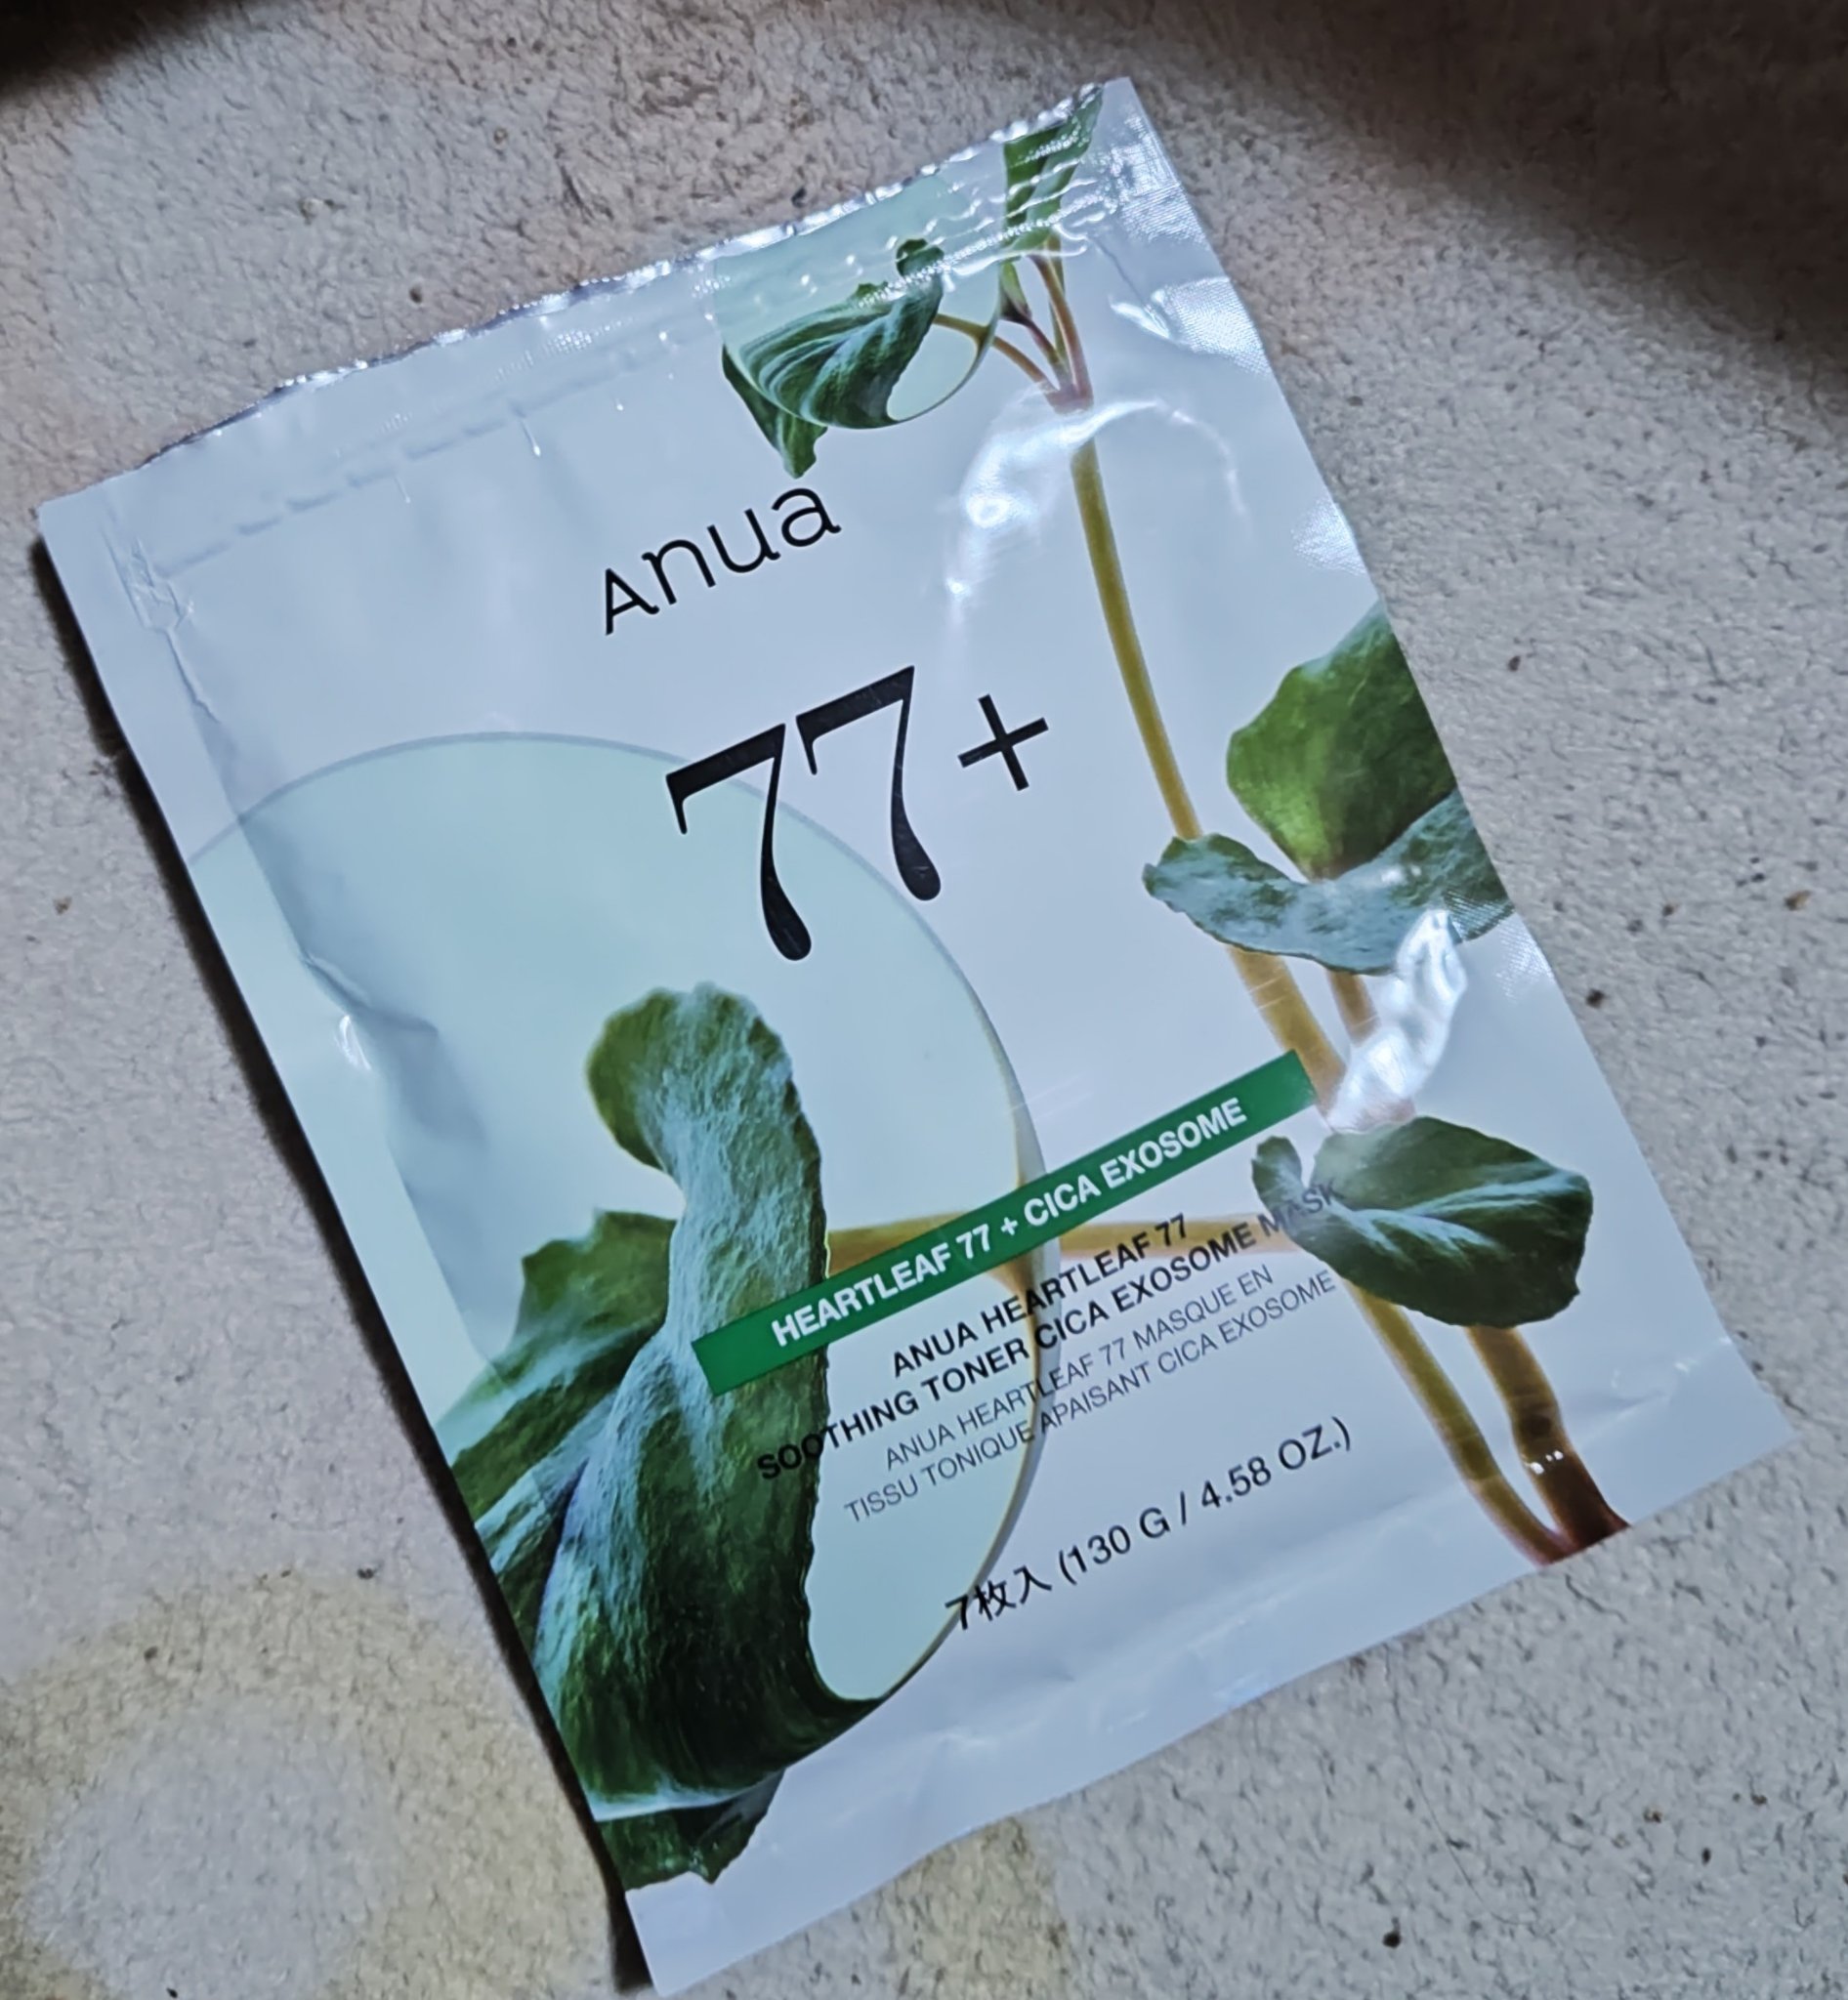 Anua
77+
HEARTLEAF 77 + CICA EXOSOME
ANUA HEARTLEAF 77
SOOTHING TONER CICA EXOSOME MASK
ANUA HEARTLEAF 77 MASQUE EN
TISSU TONIQUE APAISANT CICA EXOSOME
7枚入 (130 G / 4.58 OZ.)